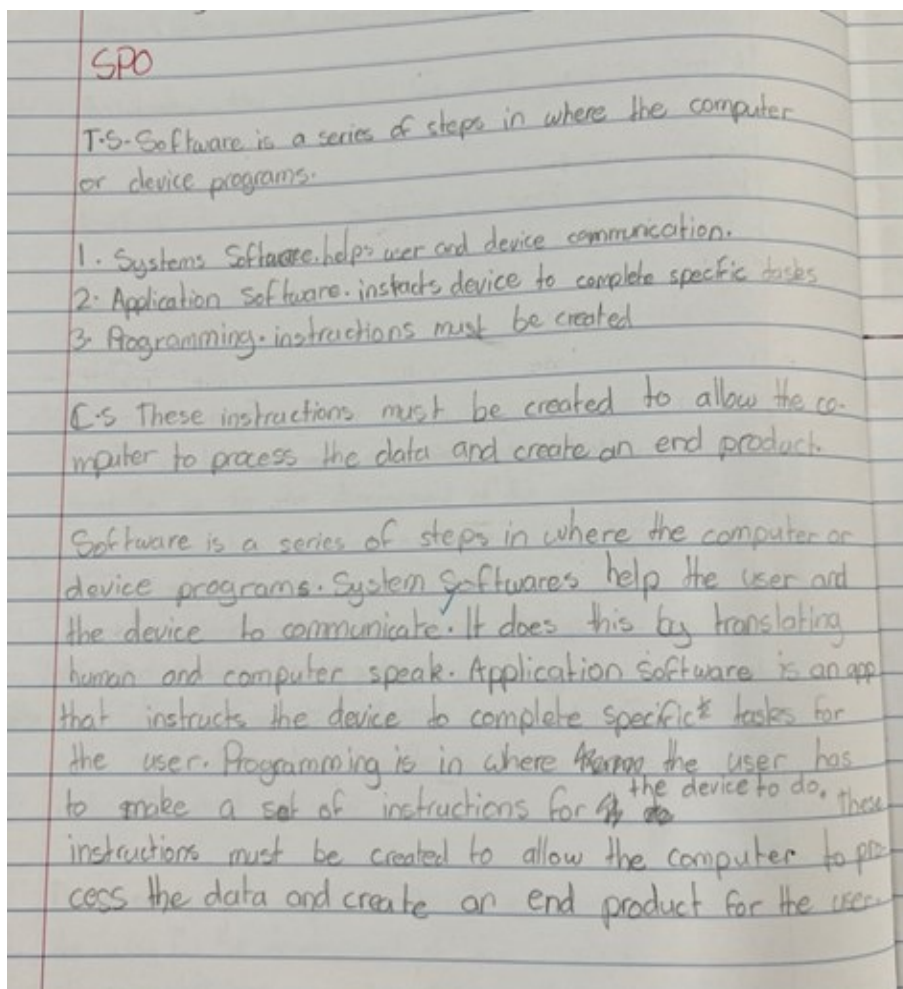 SPO
T.S. Software is a series of steps in where the computer
or device programs.
1. Systems Software. helps user and device communication.
2. Application Software. instacts device to complete specific tasks
3. Programming. instructions must be created
C.S These instructions must be created to allow the co-
mputer to process the data and create an end product.
Software is a series of steps in where the computer or
device programs. System Softwares help the user and
the device to communicate. It does this by translating
human and computer speak. Application Software is an app
that instructs the device to complete specific tasks for
the user. Programming is in where the user has
to make a set of instructions for the device to do. these
instructions must be created to allow the computer to pro
cess the data and create an end product for the user.